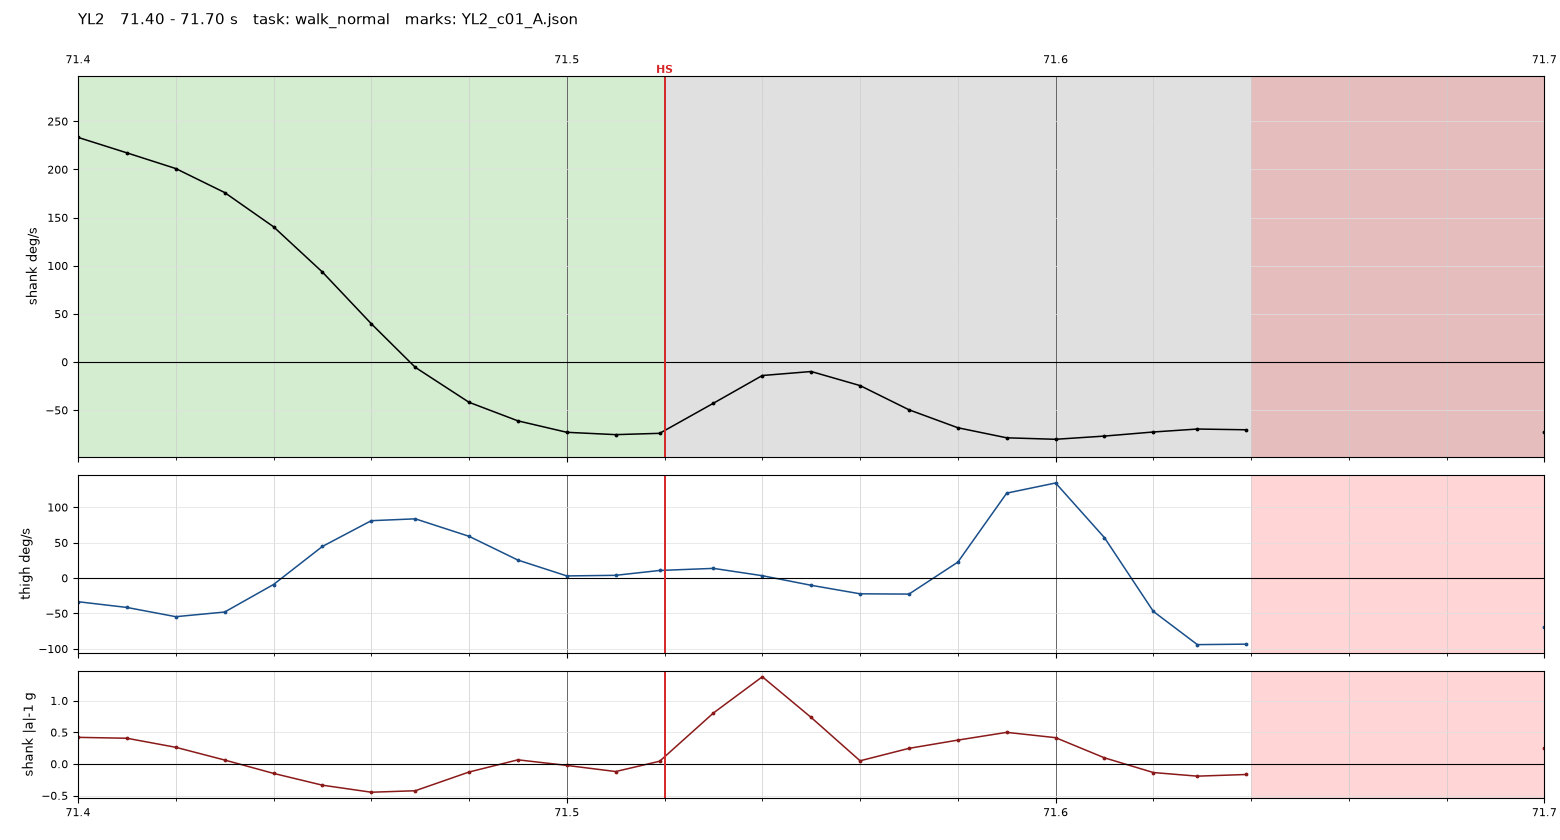 YL2   71.40 - 71.70 s   task: walk_normal   marks: YL2_c01_A.json
71.4 71.5 71.6 71.7
HS
250
200
150
100
50
0
−50
shank deg/s
100
50
0
−50
−100
thigh deg/s
1.0
0.5
0.0
−0.5
shank |a|-1 g
71.4 71.5 71.6 71.7